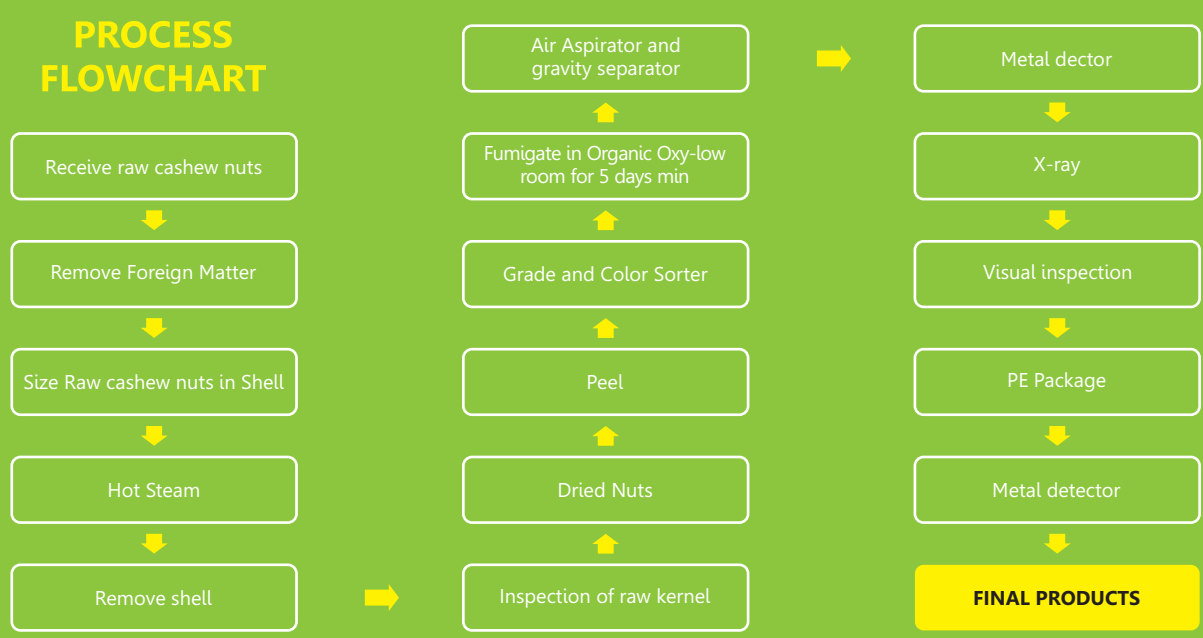 PROCESS
FLOWCHART
Receive raw cashew nuts
Remove Foreign Matter
Size Raw cashew nuts in Shell
Hot Steam
Remove shell
Inspection of raw kernel
Dried Nuts
Peel
Grade and Color Sorter
Fumigate in Organic Oxy-low
room for 5 days min
Air Aspirator and
gravity separator
Metal dector
X-ray
Visual inspection
PE Package
Metal detector
FINAL PRODUCTS